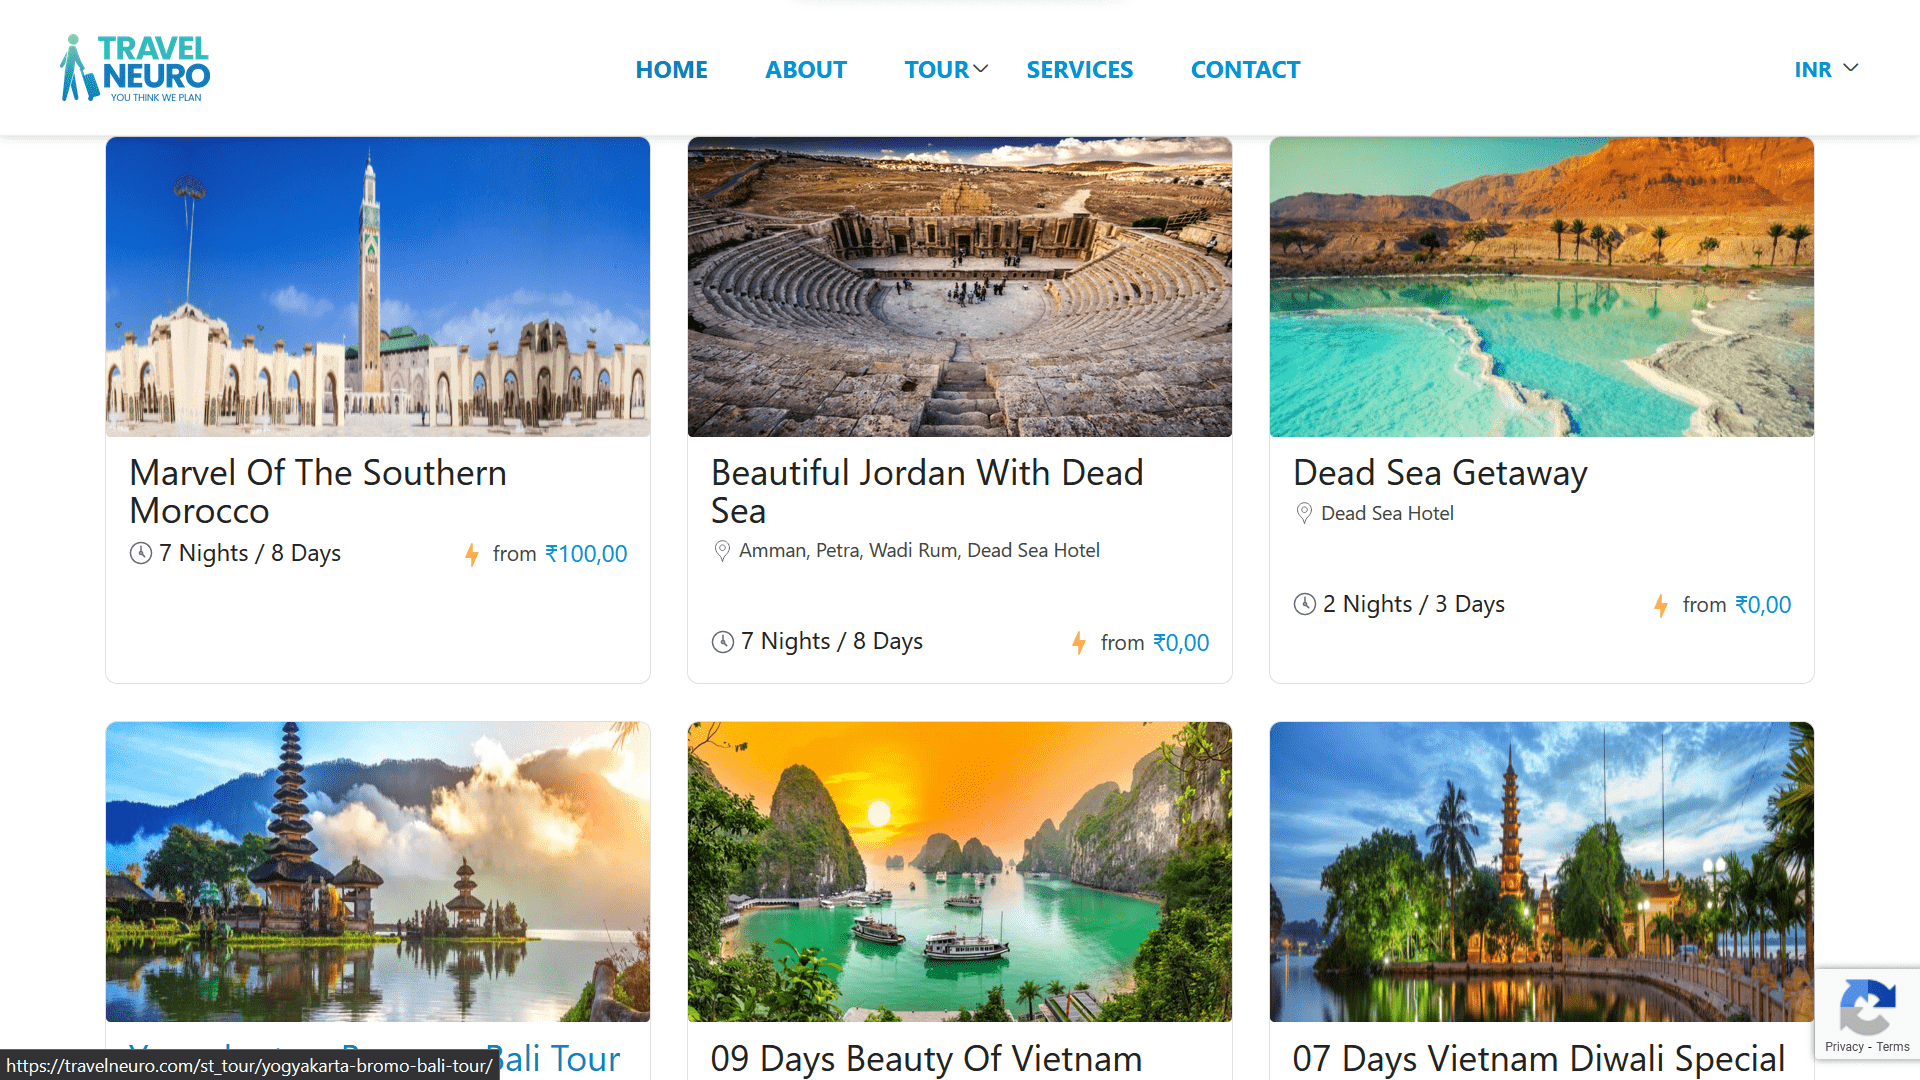 TRAVEL
NEURO
YOU THINK WE PLAN
HOME
ABOUT
TOUR
SERVICES
CONTACT
INR
Marvel Of The Southern
Morocco
7 Nights / 8 Days
from ₹100,00
Beautiful Jordan With Dead
Sea
Amman, Petra, Wadi Rum, Dead Sea Hotel
7 Nights / 8 Days
from ₹0,00
Dead Sea Getaway
Dead Sea Hotel
2 Nights / 3 Days
from ₹0,00
Bali Tour
09 Days Beauty Of Vietnam
07 Days Vietnam Diwali Special
Privacy - Terms
https://travelneuro.com/st_tour/yogyakarta-bromo-bali-tour/